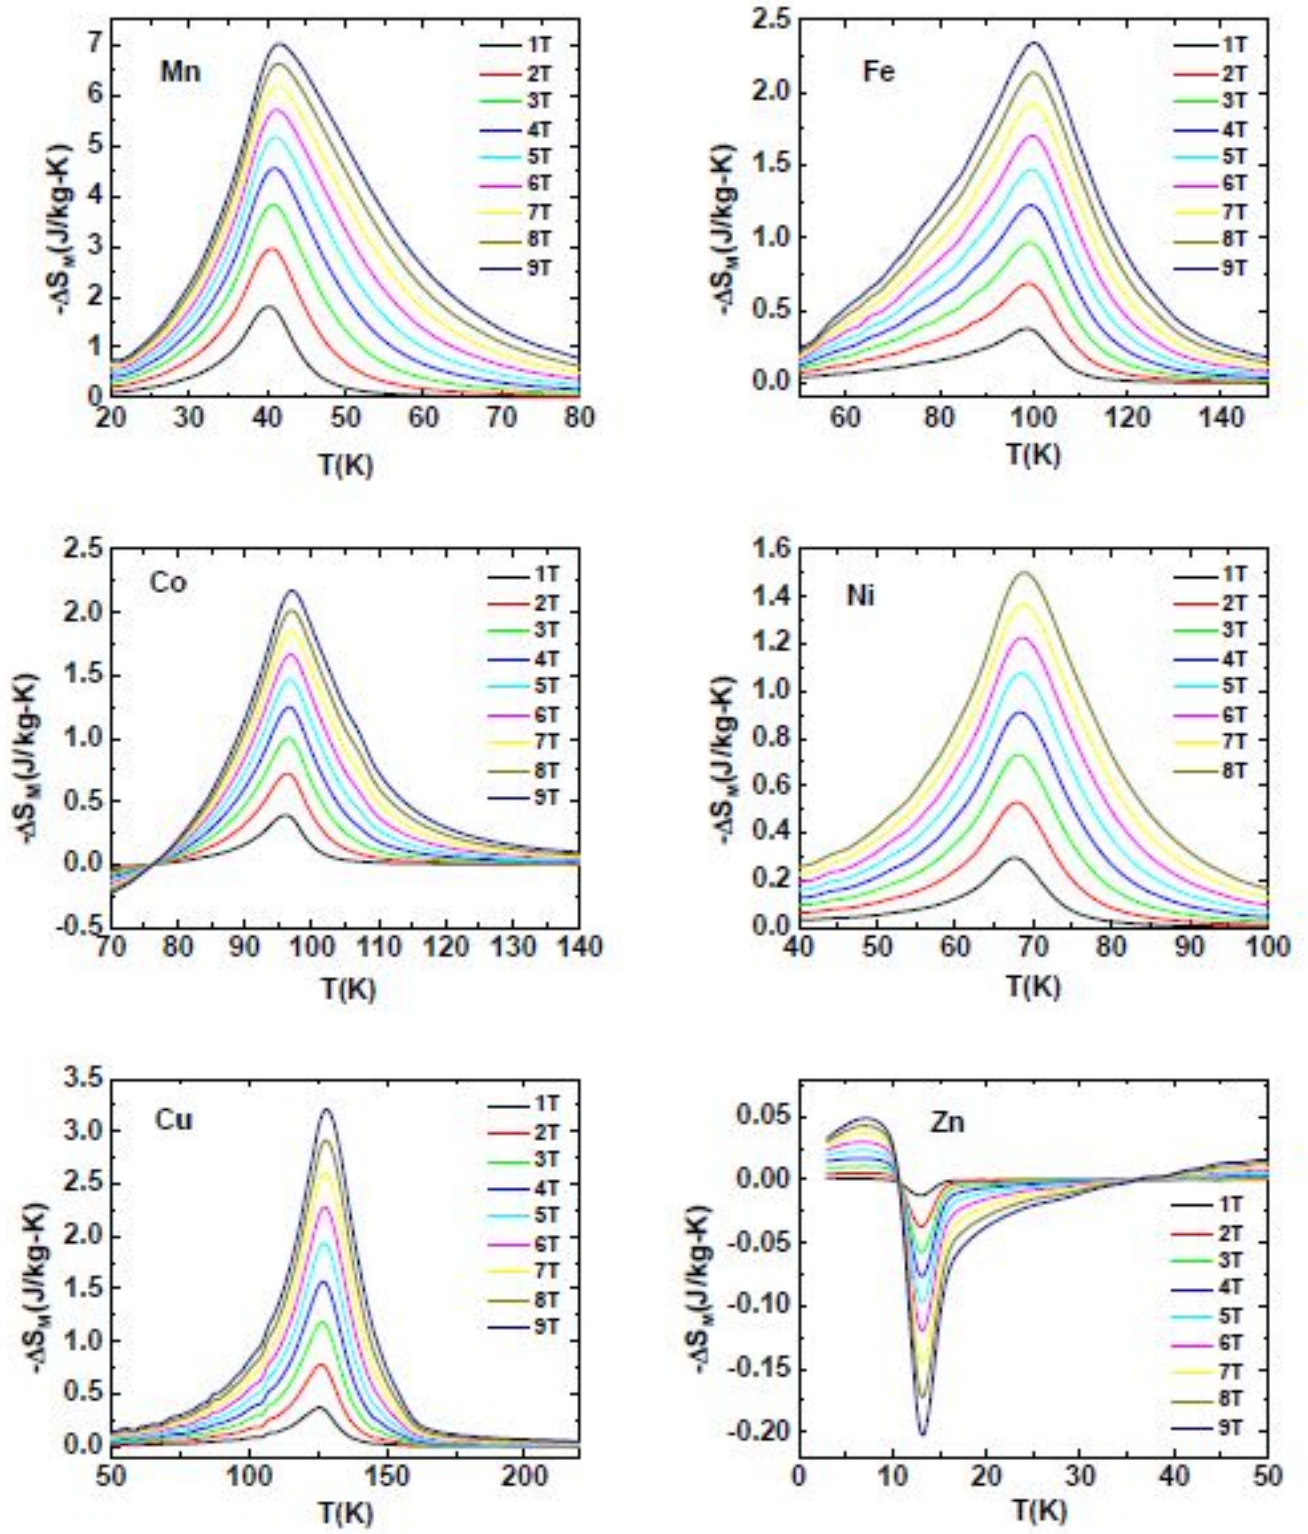 Mn
-ΔS_M(J/kg-K)
7
6
5
4
3
2
1
0
20 30 40 50 60 70 80
T(K)
1T
2T
3T
4T
5T
6T
7T
8T
9T
Fe
-ΔS_M(J/kg-K)
2.5
2.0
1.5
1.0
0.5
0.0
60 80 100 120 140
T(K)
1T
2T
3T
4T
5T
6T
7T
8T
9T
Co
-ΔS_M(J/kg-K)
2.5
2.0
1.5
1.0
0.5
0.0
-0.5
70 80 90 100 110 120 130 140
T(K)
1T
2T
3T
4T
5T
6T
7T
8T
9T
Ni
-ΔS_M(J/kg-K)
1.6
1.4
1.2
1.0
0.8
0.6
0.4
0.2
0.0
40 50 60 70 80 90 100
T(K)
1T
2T
3T
4T
5T
6T
7T
8T
Cu
-ΔS_M(J/kg-K)
3.5
3.0
2.5
2.0
1.5
1.0
0.5
0.0
50 100 150 200
T(K)
1T
2T
3T
4T
5T
6T
7T
8T
9T
Zn
-ΔS_M(J/kg-K)
0.05
0.00
-0.05
-0.10
-0.15
-0.20
0 10 20 30 40 50
T(K)
1T
2T
3T
4T
5T
6T
7T
8T
9T